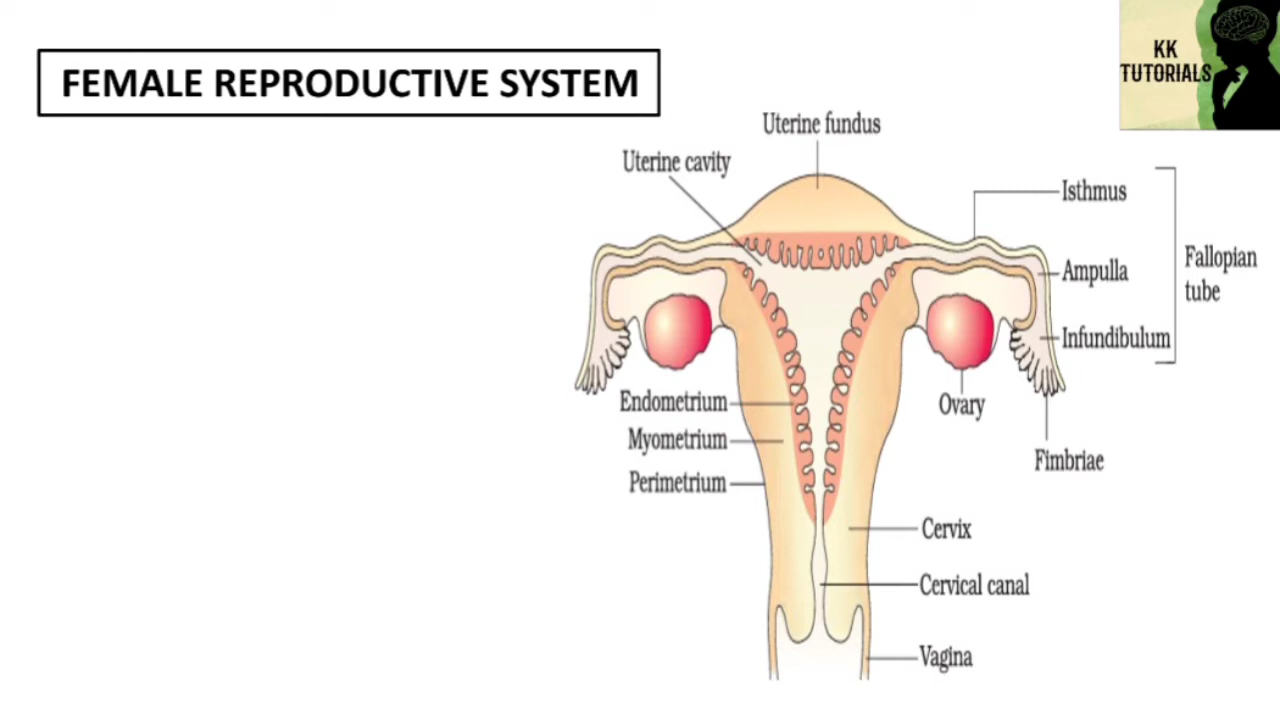 FEMALE REPRODUCTIVE SYSTEM
KK
TUTORIALS
Uterine fundus
Uterine cavity
Isthmus
Ampulla
Fallopian
tube
Infundibulum
Endometrium
Ovary
Myometrium
Fimbriae
Perimetrium
Cervix
Cervical canal
Vagina